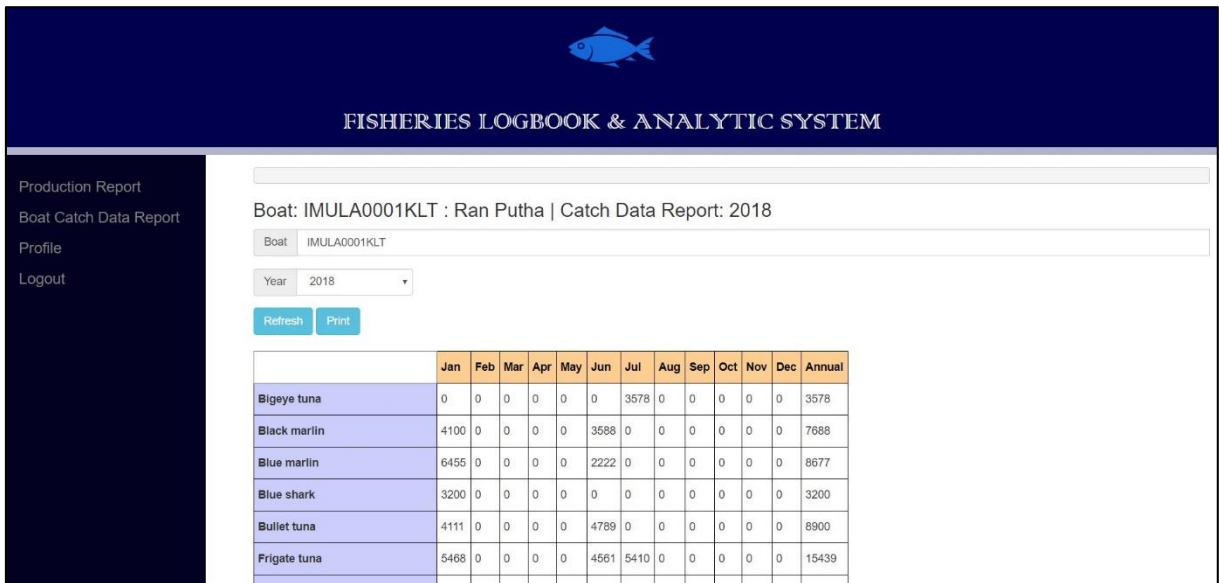 FISHERIES LOGBOOK & ANALYTIC SYSTEM
Production Report
Boat Catch Data Report
Profile
Logout
Boat: IMULA0001KLT : Ran Putha | Catch Data Report: 2018
Boat IMULA0001KLT
Year 2018
Refresh Print
Jan Feb Mar Apr May Jun Jul Aug Sep Oct Nov Dec Annual
Bigeye tuna 0 0 0 0 0 0 3578 0 0 0 0 0 3578
Black marlin 4100 0 0 0 0 3588 0 0 0 0 0 0 7688
Blue marlin 6455 0 0 0 0 2222 0 0 0 0 0 0 8677
Blue shark 3200 0 0 0 0 0 0 0 0 0 0 0 3200
Bullet tuna 4111 0 0 0 0 4789 0 0 0 0 0 0 8900
Frigate tuna 5468 0 0 0 0 4561 5410 0 0 0 0 0 15439